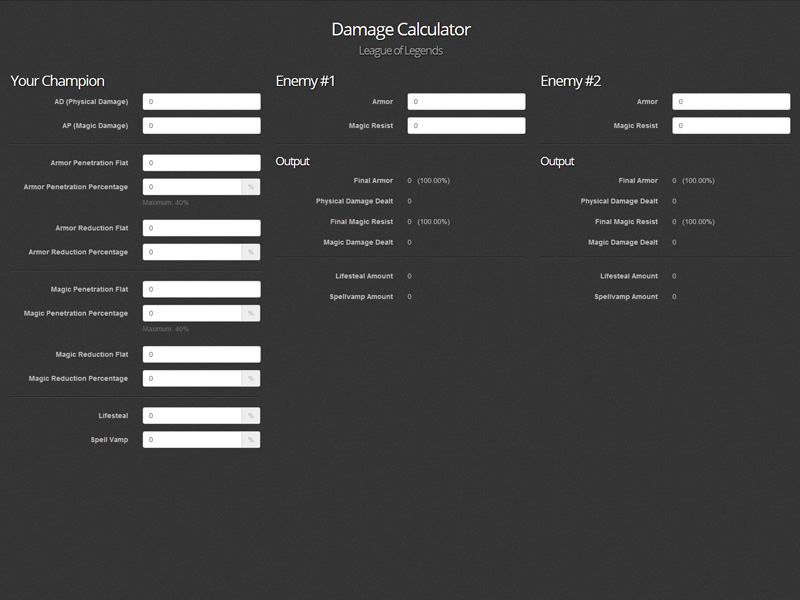 Damage Calculator
League of Legends
Your Champion
AD (Physical Damage) 0
AP (Magic Damage) 0
Armor Penetration Flat 0
Armor Penetration Percentage 0 %
Maximum: 40%
Armor Reduction Flat 0
Armor Reduction Percentage 0 %
Magic Penetration Flat 0
Magic Penetration Percentage 0 %
Maximum: 40%
Magic Reduction Flat 0
Magic Reduction Percentage 0 %
Lifesteal 0 %
Spell Vamp 0 %
Enemy #1
Armor 0
Magic Resist 0
Output
Final Armor 0 (100.00%)
Physical Damage Dealt 0
Final Magic Resist 0 (100.00%)
Magic Damage Dealt 0
Lifesteal Amount 0
Spellvamp Amount 0
Enemy #2
Armor 0
Magic Resist 0
Output
Final Armor 0 (100.00%)
Physical Damage Dealt 0
Final Magic Resist 0 (100.00%)
Magic Damage Dealt 0
Lifesteal Amount 0
Spellvamp Amount 0